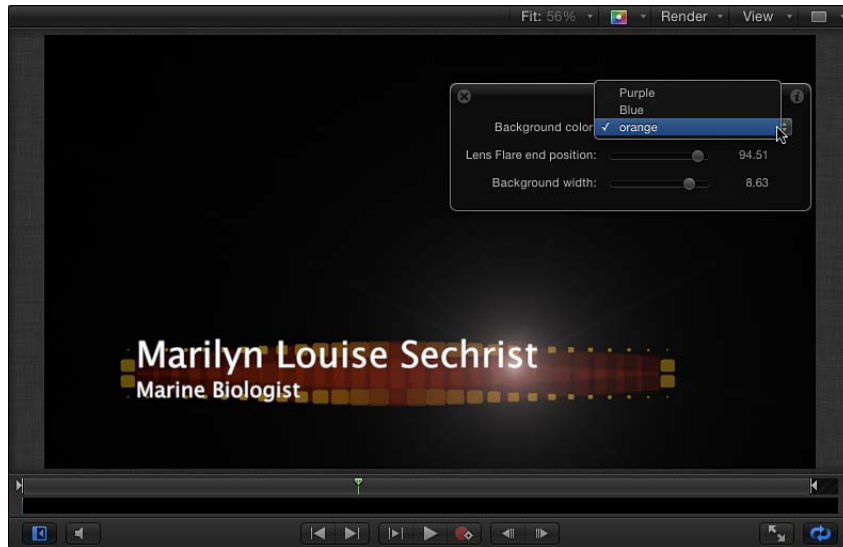 Fit: 56% Render View
Purple
Blue
Background color ✓ orange
Lens Flare end position: 94.51
Background width: 8.63
Marilyn Louise Sechrist
Marine Biologist